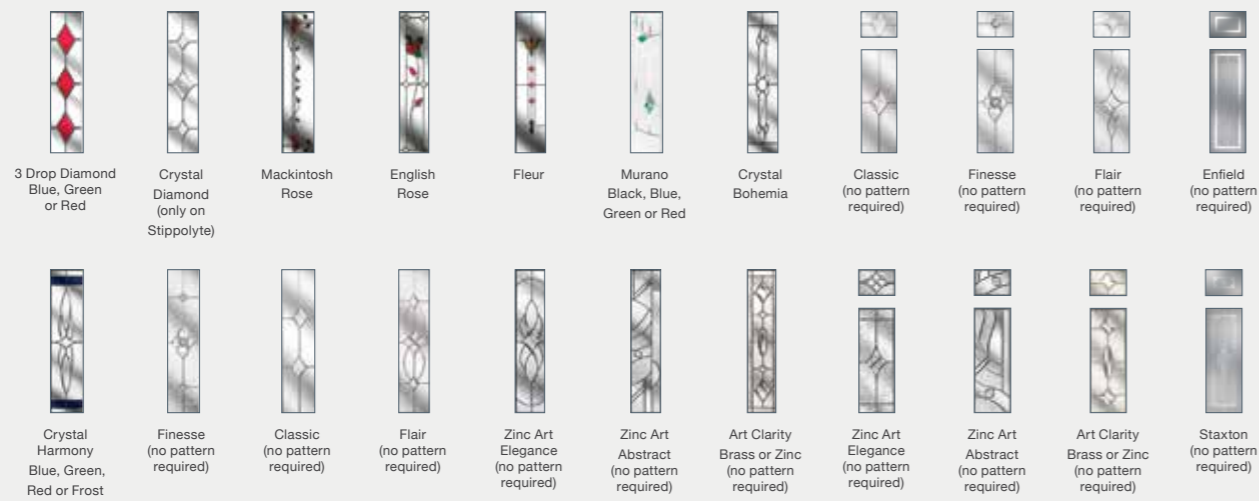 3 Drop Diamond
Blue, Green
or Red
Crystal
Diamond
(only on
Stippolyte)
Mackintosh
Rose
English
Rose
Fleur
Murano
Black, Blue,
Green or Red
Crystal
Bohemia
Classic
(no pattern
required)
Finesse
(no pattern
required)
Flair
(no pattern
required)
Enfield
(no pattern
required)
Crystal
Harmony
Blue, Green,
Red or Frost
Finesse
(no pattern
required)
Classic
(no pattern
required)
Flair
(no pattern
required)
Zinc Art
Elegance
(no pattern
required)
Zinc Art
Abstract
(no pattern
required)
Art Clarity
Brass or Zinc
(no pattern
required)
Zinc Art
Elegance
(no pattern
required)
Zinc Art
Abstract
(no pattern
required)
Art Clarity
Brass or Zinc
(no pattern
required)
Staxton
(no pattern
required)